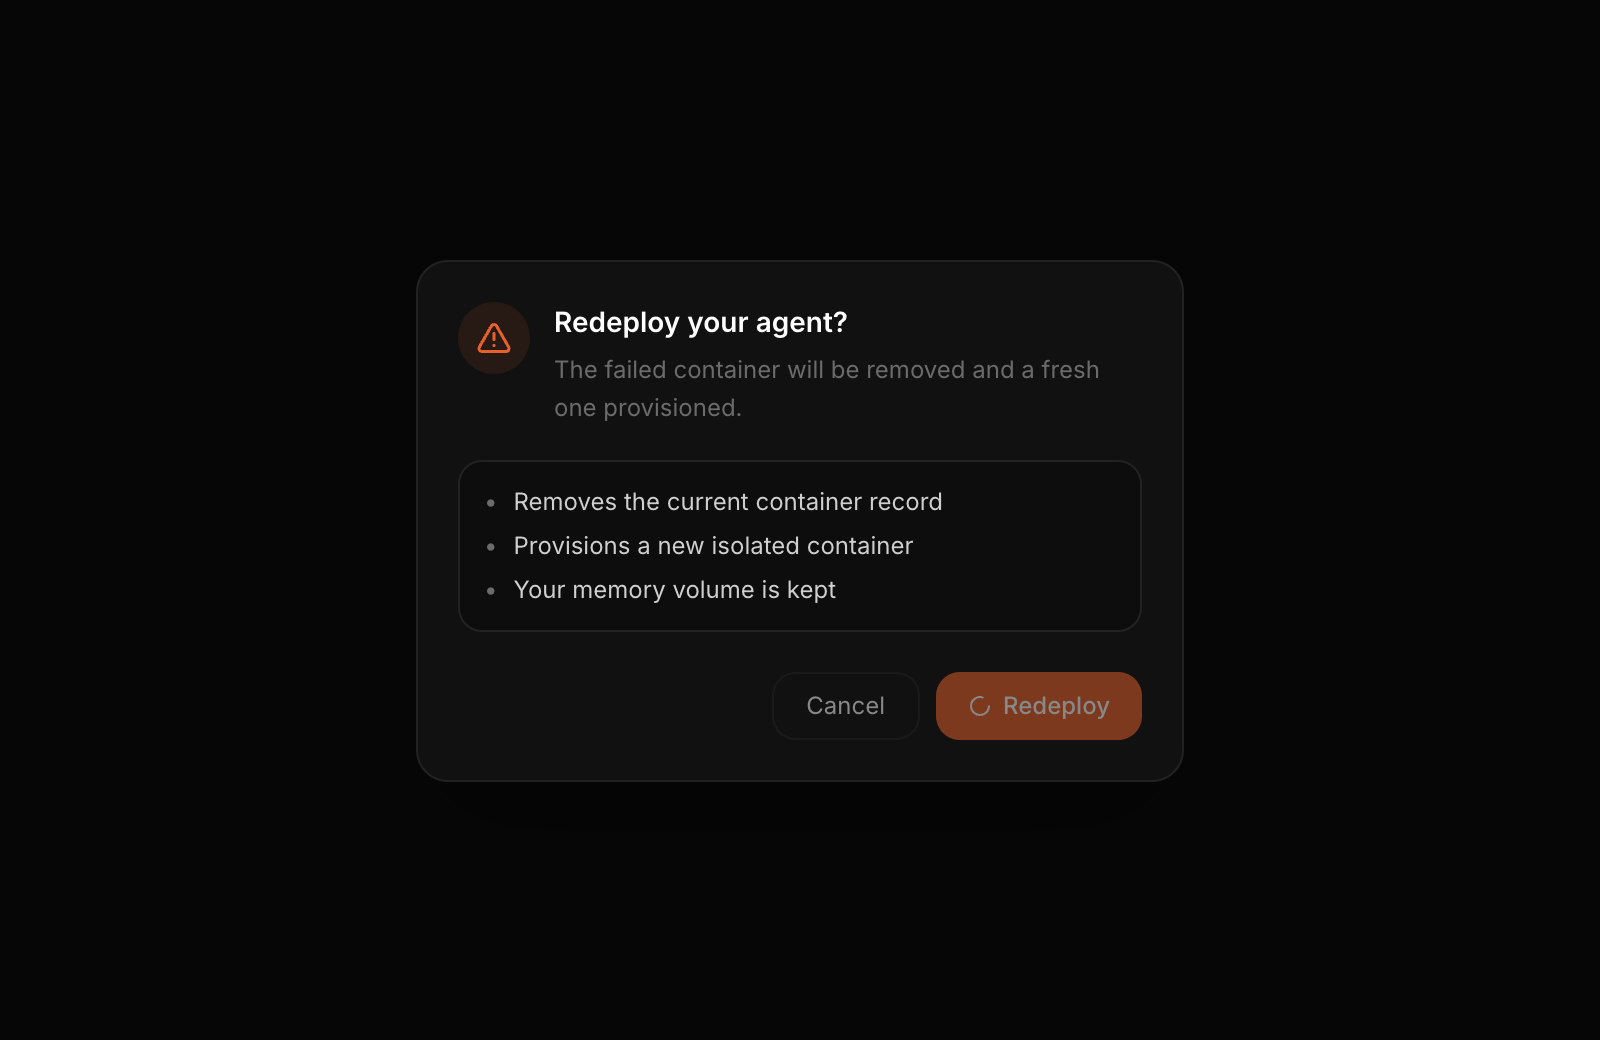 Redeploy your agent?
The failed container will be removed and a fresh
one provisioned.
Removes the current container record
Provisions a new isolated container
Your memory volume is kept
Cancel
Redeploy